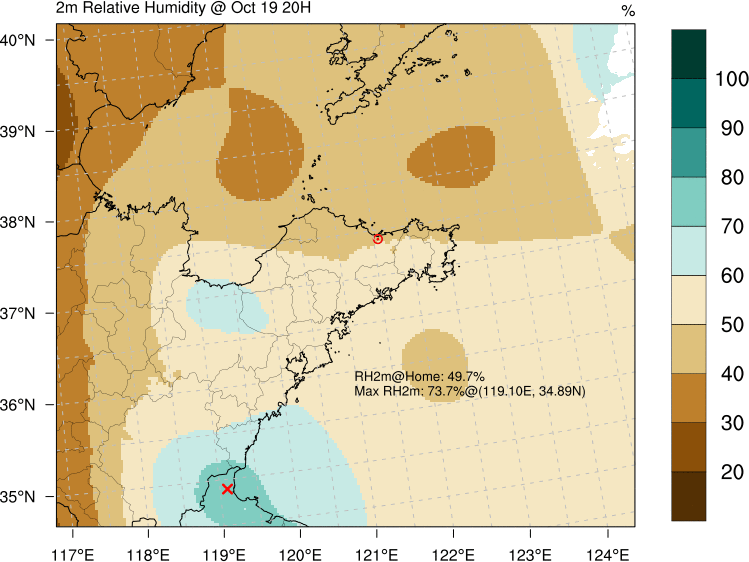 2m Relative Humidity @ Oct 19 20H
%
40°N
39°N
38°N
37°N
36°N
35°N
RH2m@Home: 49.7%
Max RH2m: 73.7%@(119.10E, 34.89N)
117°E 118°E 119°E 120°E 121°E 122°E 123°E 124°E
100
90
80
70
60
50
40
30
20